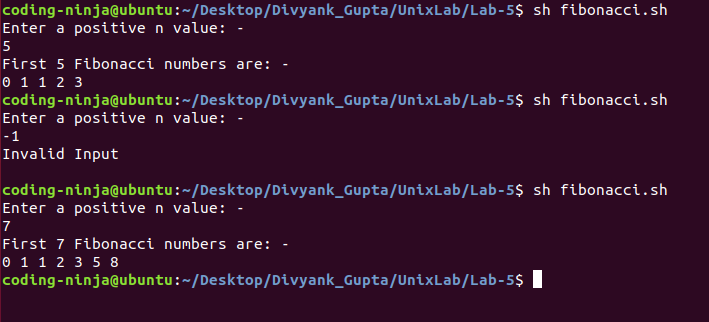 coding-ninja@ubuntu:~/Desktop/Divyank_Gupta/UnixLab/Lab-5$ sh fibonacci.sh
Enter a positive n value: -
5
First 5 Fibonacci numbers are: -
0 1 1 2 3
coding-ninja@ubuntu:~/Desktop/Divyank_Gupta/UnixLab/Lab-5$ sh fibonacci.sh
Enter a positive n value: -
-1
Invalid Input
coding-ninja@ubuntu:~/Desktop/Divyank_Gupta/UnixLab/Lab-5$ sh fibonacci.sh
Enter a positive n value: -
7
First 7 Fibonacci numbers are: -
0 1 1 2 3 5 8
coding-ninja@ubuntu:~/Desktop/Divyank_Gupta/UnixLab/Lab-5$